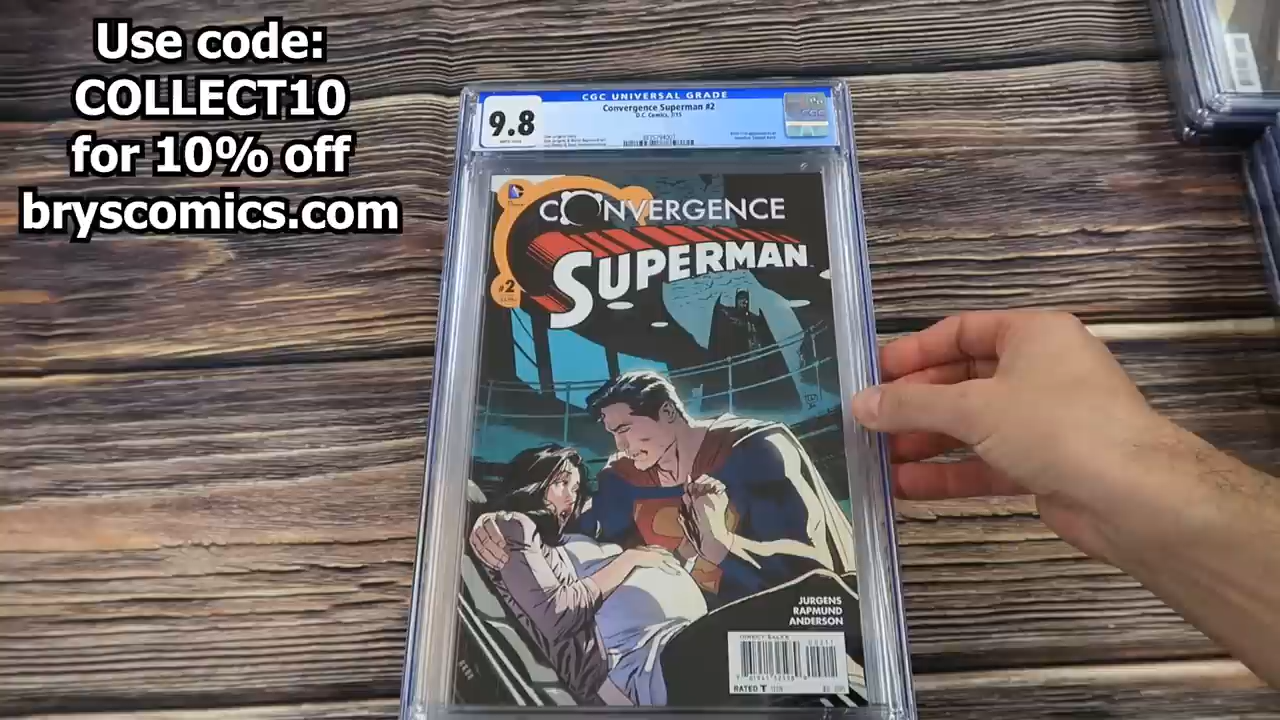 Use code:
COLLECT10
for 10% off
bryscomics.com
CGC UNIVERSAL GRADE
Convergence Superman #2
D.C. Comics, 7/15
9.8
CGC
CONVERGENCE
SUPERMAN
#2
JURGENS
RAPMUND
ANDERSON
DIRECT SALES
RATED T